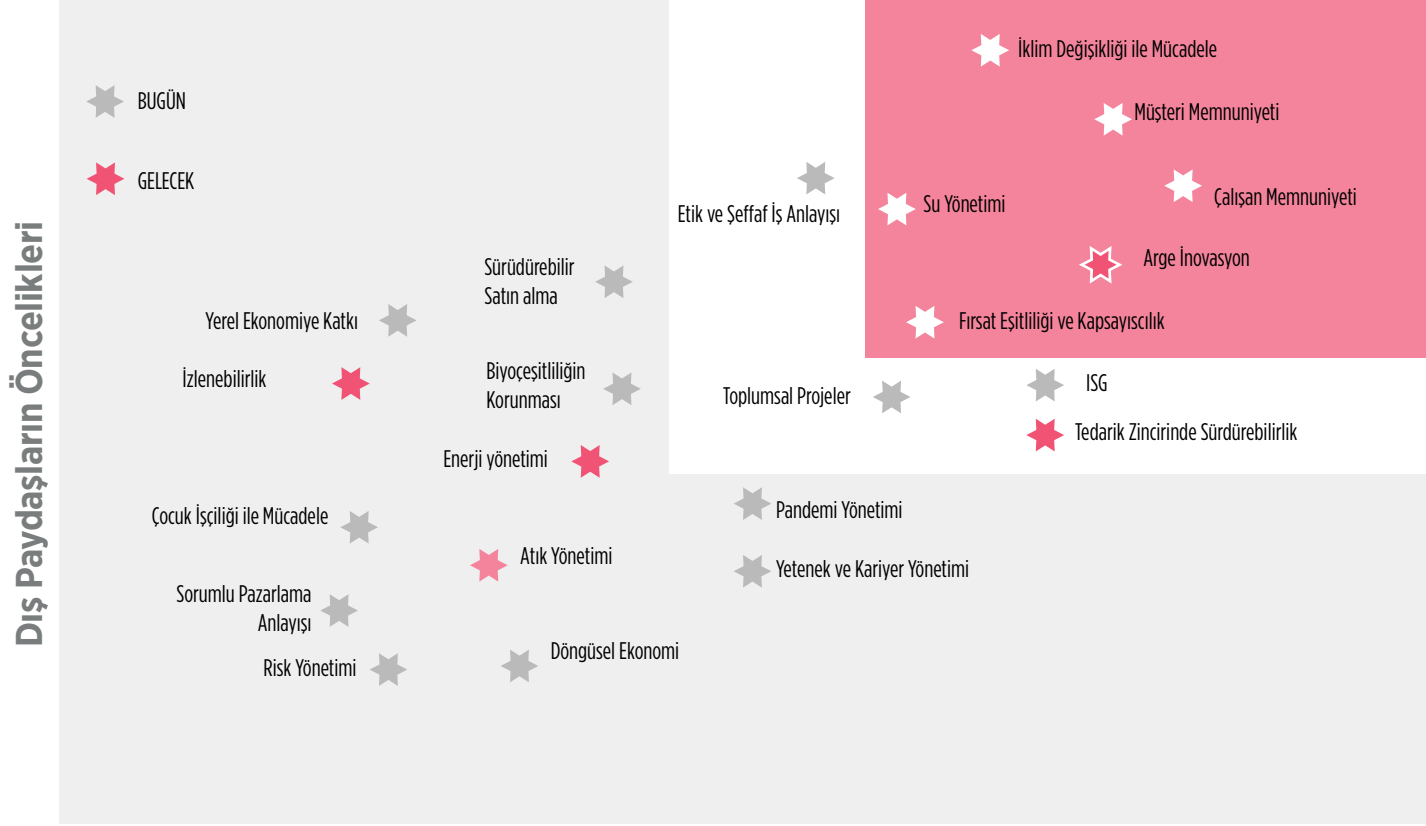 Dış Paydaşların Öncelikleri
BUGÜN
GELECEK
İklim Değişikliği ile Mücadele
Müşteri Memnuniyeti
Çalışan Memnuniyeti
Su Yönetimi
Etik ve Şeffaf İş Anlayışı
Arge İnovasyon
Fırsat Eşitliliği ve Kapsayıscılık
Sürüdürebilir
Satın alma
Yerel Ekonomiye Katkı
İzlenebilirlik
Biyoçeşitliliğin
Korunması
Toplumsal Projeler
ISG
Tedarik Zincirinde Sürdürebilirlik
Enerji yönetimi
Pandemi Yönetimi
Çocuk İşçiliği ile Mücadele
Atık Yönetimi
Yetenek ve Kariyer Yönetimi
Sorumlu Pazarlama
Anlayışı
Risk Yönetimi
Döngüsel Ekonomi